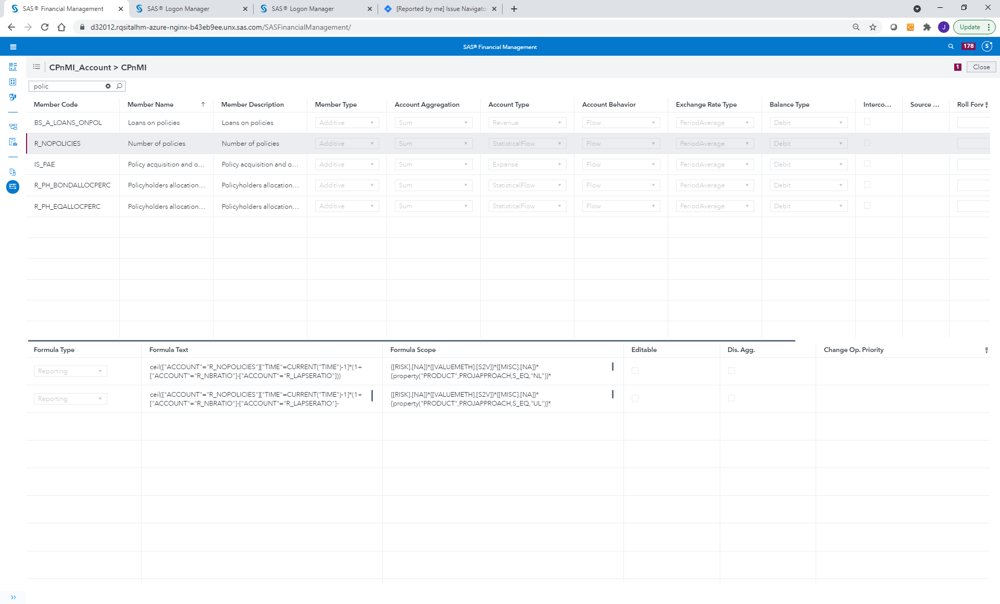 SAS® Financial Management
SAS® Logon Manager
SAS® Logon Manager
[Reported by me] Issue Navigato
d32012.rqsitalhm-azure-nginx-b43eb9ee.unx.sas.com/SASFinancialManagement/
J
Update
SAS® Financial Management
178
S
CPnMI_Account > CPnMI
1
Close
polic
Member Code Member Name Member Description Member Type Account Aggregation Account Type Account Behavior Exchange Rate Type Balance Type Interco... Source ... Roll Forv
BS_A_LOANS_ONPOL Loans on policies Loans on policies Additive Sum Revenue Flow PeriodAverage Debit
R_NOPOLICIES Number of policies Number of policies Additive Sum StatisticalFlow Flow PeriodAverage Debit
IS_PAE Policy acquisition and o... Policy acquisition and o... Additive Sum Expense Flow PeriodAverage Debit
R_PH_BONDALLOCPERC Policyholders allocation... Policyholders allocation... Additive Sum StatisticalFlow Flow PeriodAverage Debit
R_PH_EQALLOCPERC Policyholders allocation... Policyholders allocation... Additive Sum StatisticalFlow Flow PeriodAverage Debit
Formula Type Formula Text Formula Scope Editable Dis. Agg. Change Op. Priority
Reporting
ceil(["ACCOUNT"="R_NOPOLICIES"]["TIME"=CURRENT("TIME")-1]*(1+
["ACCOUNT"="R_NBRATIO"]-["ACCOUNT"="R_LAPSERATIO"]))
{[RISK].[NA]}*{[VALUEMETH].[S2V]}*{[MISC].[NA]}*
{property("PRODUCT",PROJAPPROACH,S_EQ,"NL")}*
Reporting
ceil(["ACCOUNT"="R_NOPOLICIES"]["TIME"=CURRENT("TIME")-1]*(1+
["ACCOUNT"="R_NBRATIO"]-["ACCOUNT"="R_LAPSERATIO"]-
{[RISK].[NA]}*{[VALUEMETH].[S2V]}*{[MISC].[NA]}*
{property("PRODUCT",PROJAPPROACH,S_EQ,"UL")}*